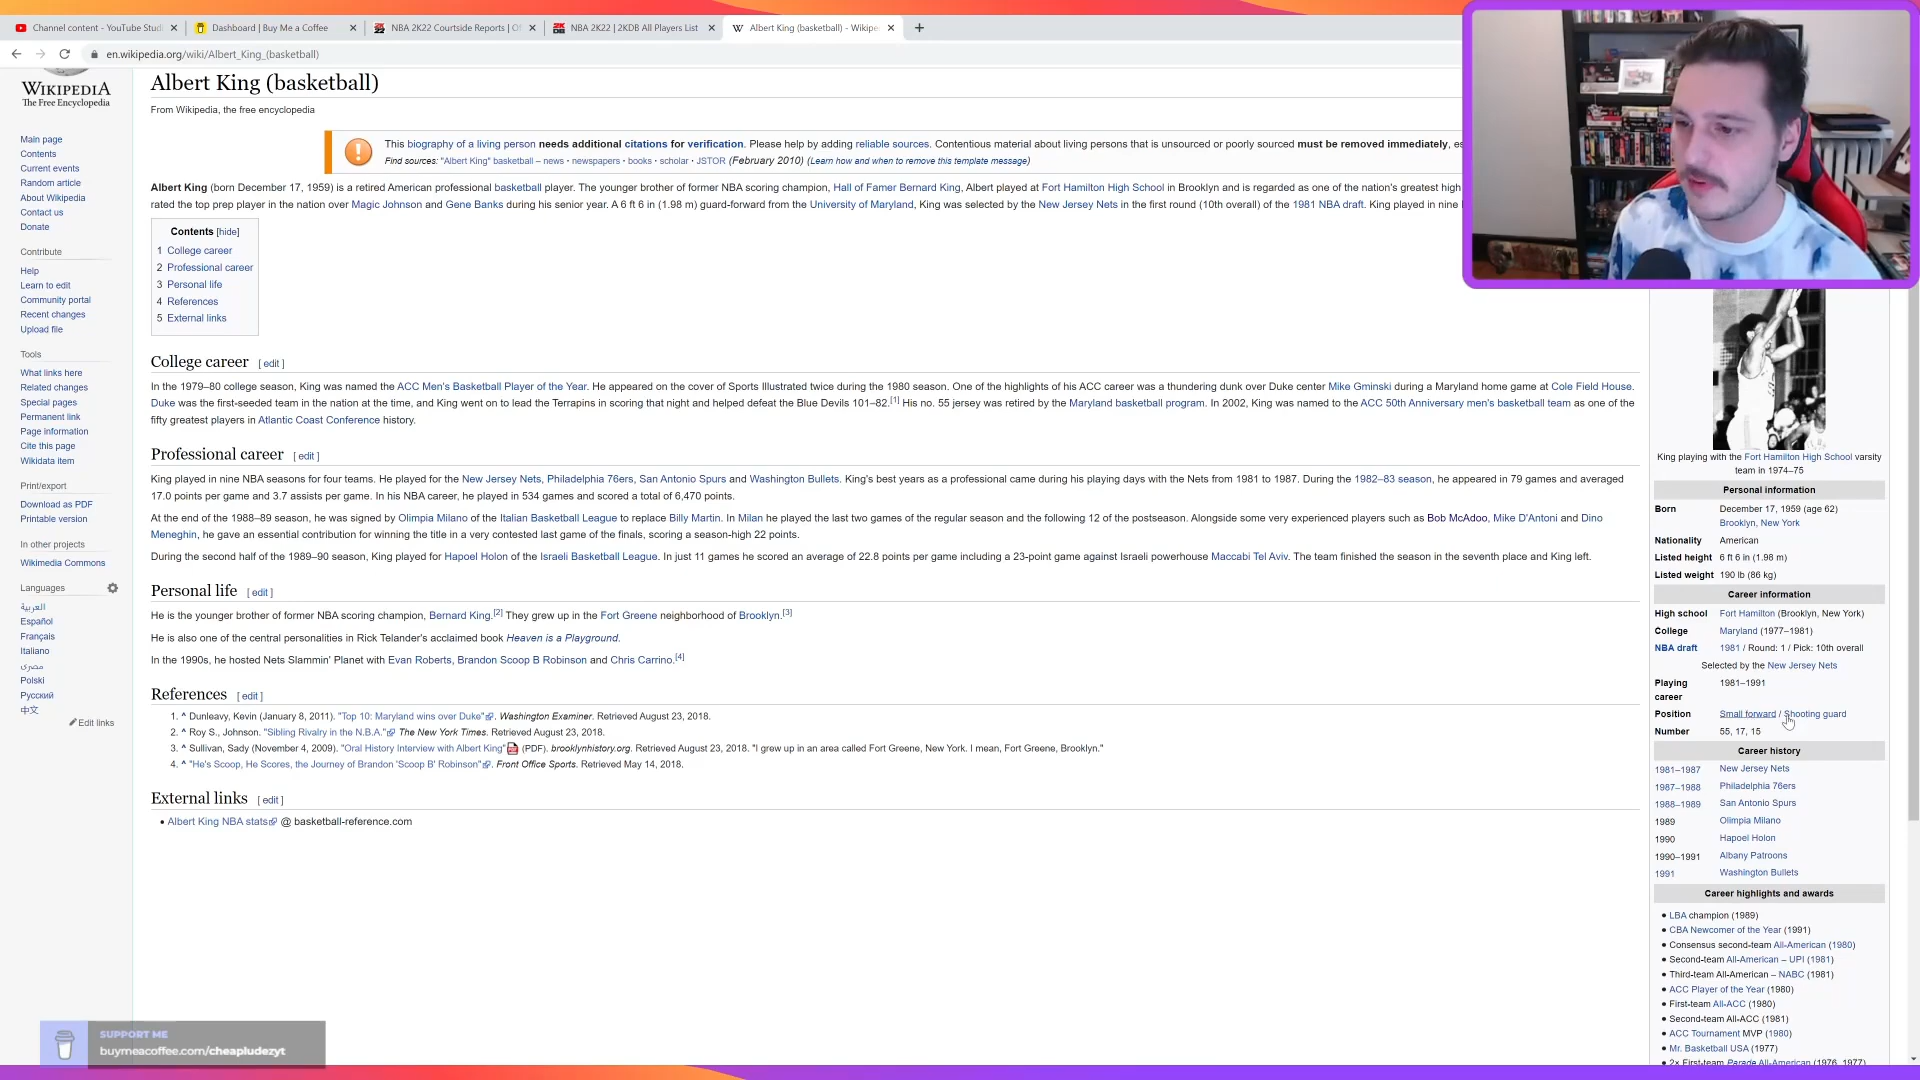 Channel content - YouTube Stud
Dashboard | Buy Me a Coffee
NBA 2K22 Courtside Reports | O
NBA 2K22 | 2KDB All Players List
Albert King (basketball) - Wikipe
en.wikipedia.org/wiki/Albert_King_(basketball)
WIKIPEDIA
The Free Encyclopedia
Main page
Contents
Current events
Random article
About Wikipedia
Contact us
Donate
Contribute
Help
Learn to edit
Community portal
Recent changes
Upload file
Tools
What links here
Related changes
Special pages
Permanent link
Page information
Cite this page
Wikidata item
Print/export
Download as PDF
Printable version
In other projects
Wikimedia Commons
Languages
العربية
Español
Français
Italiano
مصرى
Polski
Русский
中文
Edit links
Albert King (basketball)
From Wikipedia, the free encyclopedia
This biography of a living person needs additional citations for verification. Please help by adding reliable sources. Contentious material about living persons that is unsourced or poorly sourced must be removed immediately, es
Find sources: "Albert King" basketball – news · newspapers · books · scholar · JSTOR (February 2010) (Learn how and when to remove this template message)
Albert King (born December 17, 1959) is a retired American professional basketball player. The younger brother of former NBA scoring champion, Hall of Famer Bernard King, Albert played at Fort Hamilton High School in Brooklyn and is regarded as one of the nation's greatest high
rated the top prep player in the nation over Magic Johnson and Gene Banks during his senior year. A 6 ft 6 in (1.98 m) guard-forward from the University of Maryland, King was selected by the New Jersey Nets in the first round (10th overall) of the 1981 NBA draft. King played in nine
Contents [hide]
1 College career
2 Professional career
3 Personal life
4 References
5 External links
College career [ edit ]
In the 1979–80 college season, King was named the ACC Men's Basketball Player of the Year. He appeared on the cover of Sports Illustrated twice during the 1980 season. One of the highlights of his ACC career was a thundering dunk over Duke center Mike Gminski during a Maryland home game at Cole Field House.
Duke was the first-seeded team in the nation at the time, and King went on to lead the Terrapins in scoring that night and helped defeat the Blue Devils 101–82.[1] His no. 55 jersey was retired by the Maryland basketball program. In 2002, King was named to the ACC 50th Anniversary men's basketball team as one of the
fifty greatest players in Atlantic Coast Conference history.
Professional career [ edit ]
King played in nine NBA seasons for four teams. He played for the New Jersey Nets, Philadelphia 76ers, San Antonio Spurs and Washington Bullets. King's best years as a professional came during his playing days with the Nets from 1981 to 1987. During the 1982–83 season, he appeared in 79 games and averaged
17.0 points per game and 3.7 assists per game. In his NBA career, he played in 534 games and scored a total of 6,470 points.
At the end of the 1988–89 season, he was signed by Olimpia Milano of the Italian Basketball League to replace Billy Martin. In Milan he played the last two games of the regular season and the following 12 of the postseason. Alongside some very experienced players such as Bob McAdoo, Mike D'Antoni and Dino
Meneghin, he gave an essential contribution for winning the title in a very contested last game of the finals, scoring a season-high 22 points.
During the second half of the 1989–90 season, King played for Hapoel Holon of the Israeli Basketball League. In just 11 games he scored an average of 22.8 points per game including a 23-point game against Israeli powerhouse Maccabi Tel Aviv. The team finished the season in the seventh place and King left.
Personal life [ edit ]
He is the younger brother of former NBA scoring champion, Bernard King.[2] They grew up in the Fort Greene neighborhood of Brooklyn.[3]
He is also one of the central personalities in Rick Telander's acclaimed book Heaven is a Playground.
In the 1990s, he hosted Nets Slammin' Planet with Evan Roberts, Brandon Scoop B Robinson and Chris Carrino.[4]
References [ edit ]
1. ^ Dunleavy, Kevin (January 8, 2011). "Top 10: Maryland wins over Duke". Washington Examiner. Retrieved August 23, 2018.
2. ^ Roy S., Johnson. "Sibling Rivalry in the N.B.A." The New York Times. Retrieved August 23, 2018.
3. ^ Sullivan, Sady (November 4, 2009). "Oral History Interview with Albert King" (PDF). brooklynhistory.org. Retrieved August 23, 2018. "I grew up in an area called Fort Greene, New York. I mean, Fort Greene, Brooklyn."
4. ^ "He's Scoop, He Scores, the Journey of Brandon 'Scoop B' Robinson". Front Office Sports. Retrieved May 14, 2018.
External links [ edit ]
• Albert King NBA stats @ basketball-reference.com
King playing with the Fort Hamilton High School varsity
team in 1974–75
Personal information
Born December 17, 1959 (age 62)
Brooklyn, New York
Nationality American
Listed height 6 ft 6 in (1.98 m)
Listed weight 190 lb (86 kg)
Career information
High school Fort Hamilton (Brooklyn, New York)
College Maryland (1977–1981)
NBA draft 1981 / Round: 1 / Pick: 10th overall
Selected by the New Jersey Nets
Playing career 1981–1991
Position Small forward / Shooting guard
Number 55, 17, 15
Career history
1981–1987 New Jersey Nets
1987–1988 Philadelphia 76ers
1988–1989 San Antonio Spurs
1989 Olimpia Milano
1990 Hapoel Holon
1990–1991 Albany Patroons
1991 Washington Bullets
Career highlights and awards
• LBA champion (1989)
• CBA Newcomer of the Year (1991)
• Consensus second-team All-American (1980)
• Second-team All-American – UPI (1981)
• Third-team All-American – NABC (1981)
• ACC Player of the Year (1980)
• First-team All-ACC (1980)
• Second-team All-ACC (1981)
• ACC Tournament MVP (1980)
• Mr. Basketball USA (1977)
• 2× First-team Parade All-American (1976, 1977)
SUPPORT ME
buymeacoffee.com/cheapludezyt